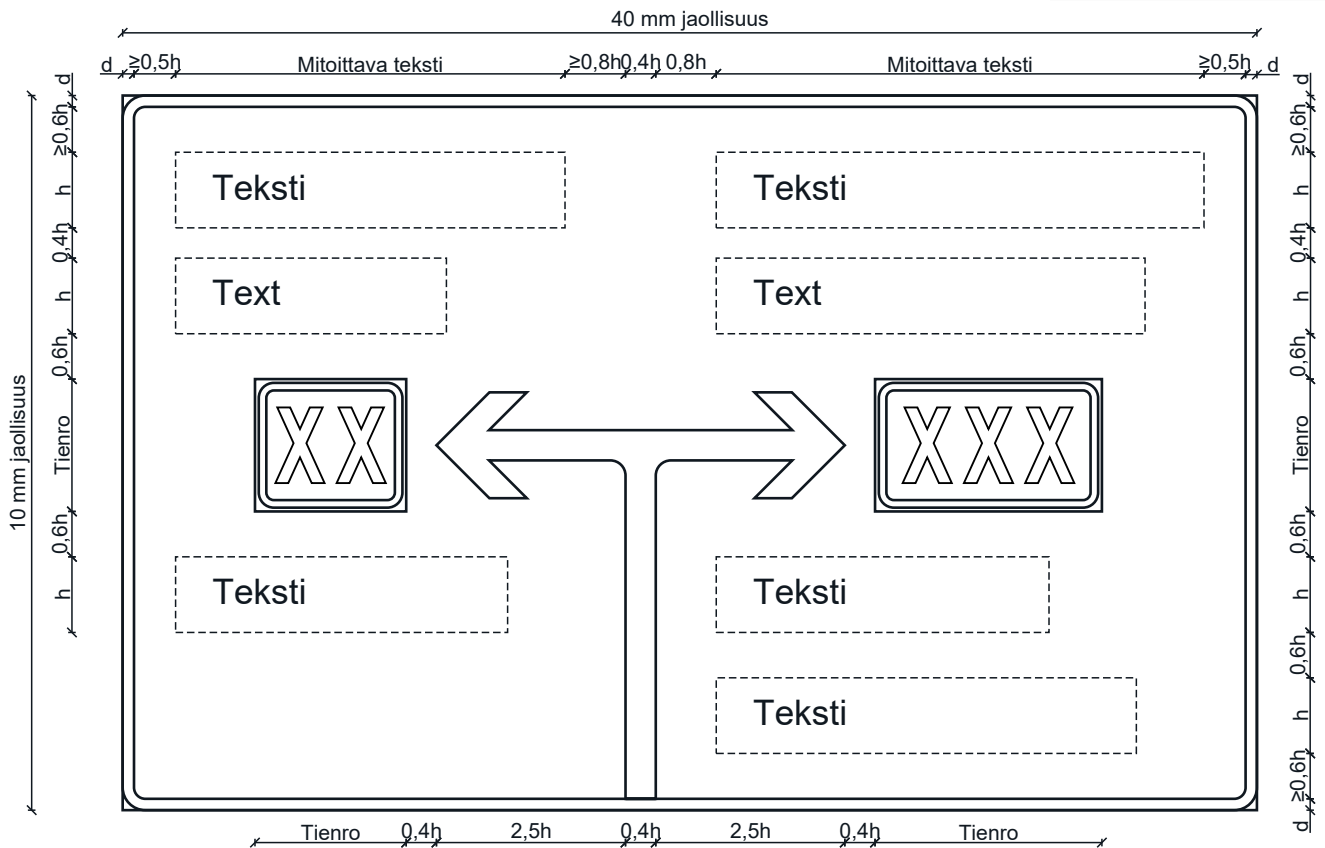 40 mm jaollisuus
d ≥0,5h Mitoittava teksti ≥0,8h 0,4h 0,8h Mitoittava teksti ≥0,5h d
d
≥0,6h
h
0,4h
h
0,6h
Tienro
0,6h
h
10 mm jaollisuus
Teksti Teksti
Text Text
XX XXX
Teksti Teksti
Teksti
d
≥0,6h
h
0,4h
h
0,6h
Tienro
0,6h
h
0,6h
h
≥0,6h
d
Tienro 0,4h 2,5h 0,4h 2,5h 0,4h Tienro